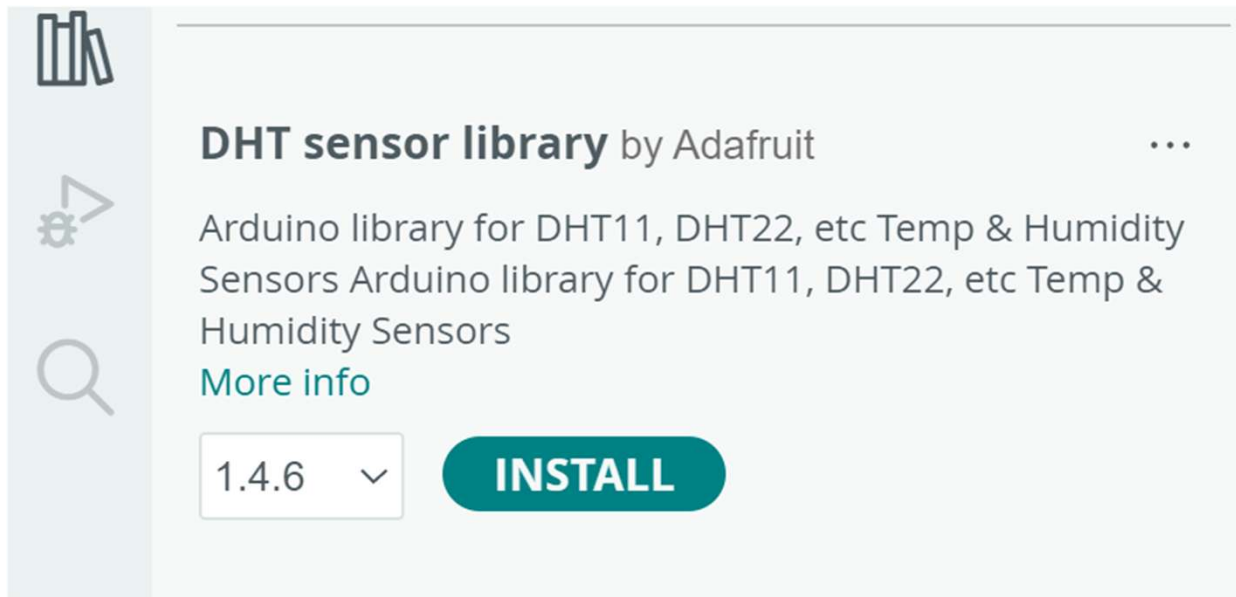 DHT sensor library by Adafruit
...
Arduino library for DHT11, DHT22, etc Temp & Humidity
Sensors Arduino library for DHT11, DHT22, etc Temp &
Humidity Sensors
More info
1.4.6
INSTALL